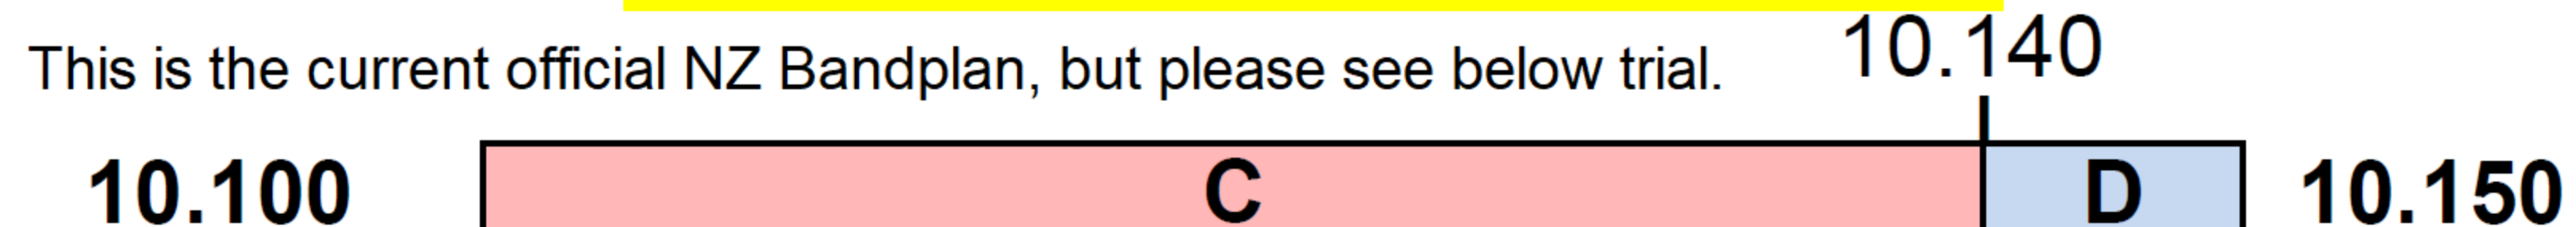 This is the current official NZ Bandplan, but please see below trial.
10.140
10.100 C D 10.150